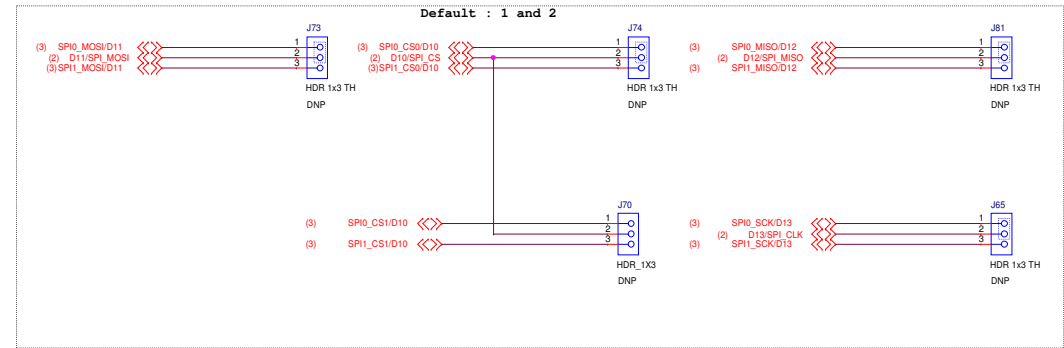 Default : 1 and 2
J73
(3) SPI0_MOSI/D11 1
(2) D11/SPI_MOSI 2
(3)SPI1_MOSI/D11 3
HDR 1x3 TH
DNP
J74
(3) SPI0_CS0/D10 1
(2) D10/SPI_CS 2
(3)SPI1_CS0/D10 3
HDR 1x3 TH
DNP
J81
(3) SPI0_MISO/D12 1
(2) D12/SPI_MISO 2
(3) SPI1_MISO/D12 3
HDR 1x3 TH
DNP
J70
(3) SPI0_CS1/D10 1
2
(3) SPI1_CS1/D10 3
HDR_1X3
DNP
J65
(3) SPI0_SCK/D13 1
(2) D13/SPI_CLK 2
(3) SPI1_SCK/D13 3
HDR 1x3 TH
DNP